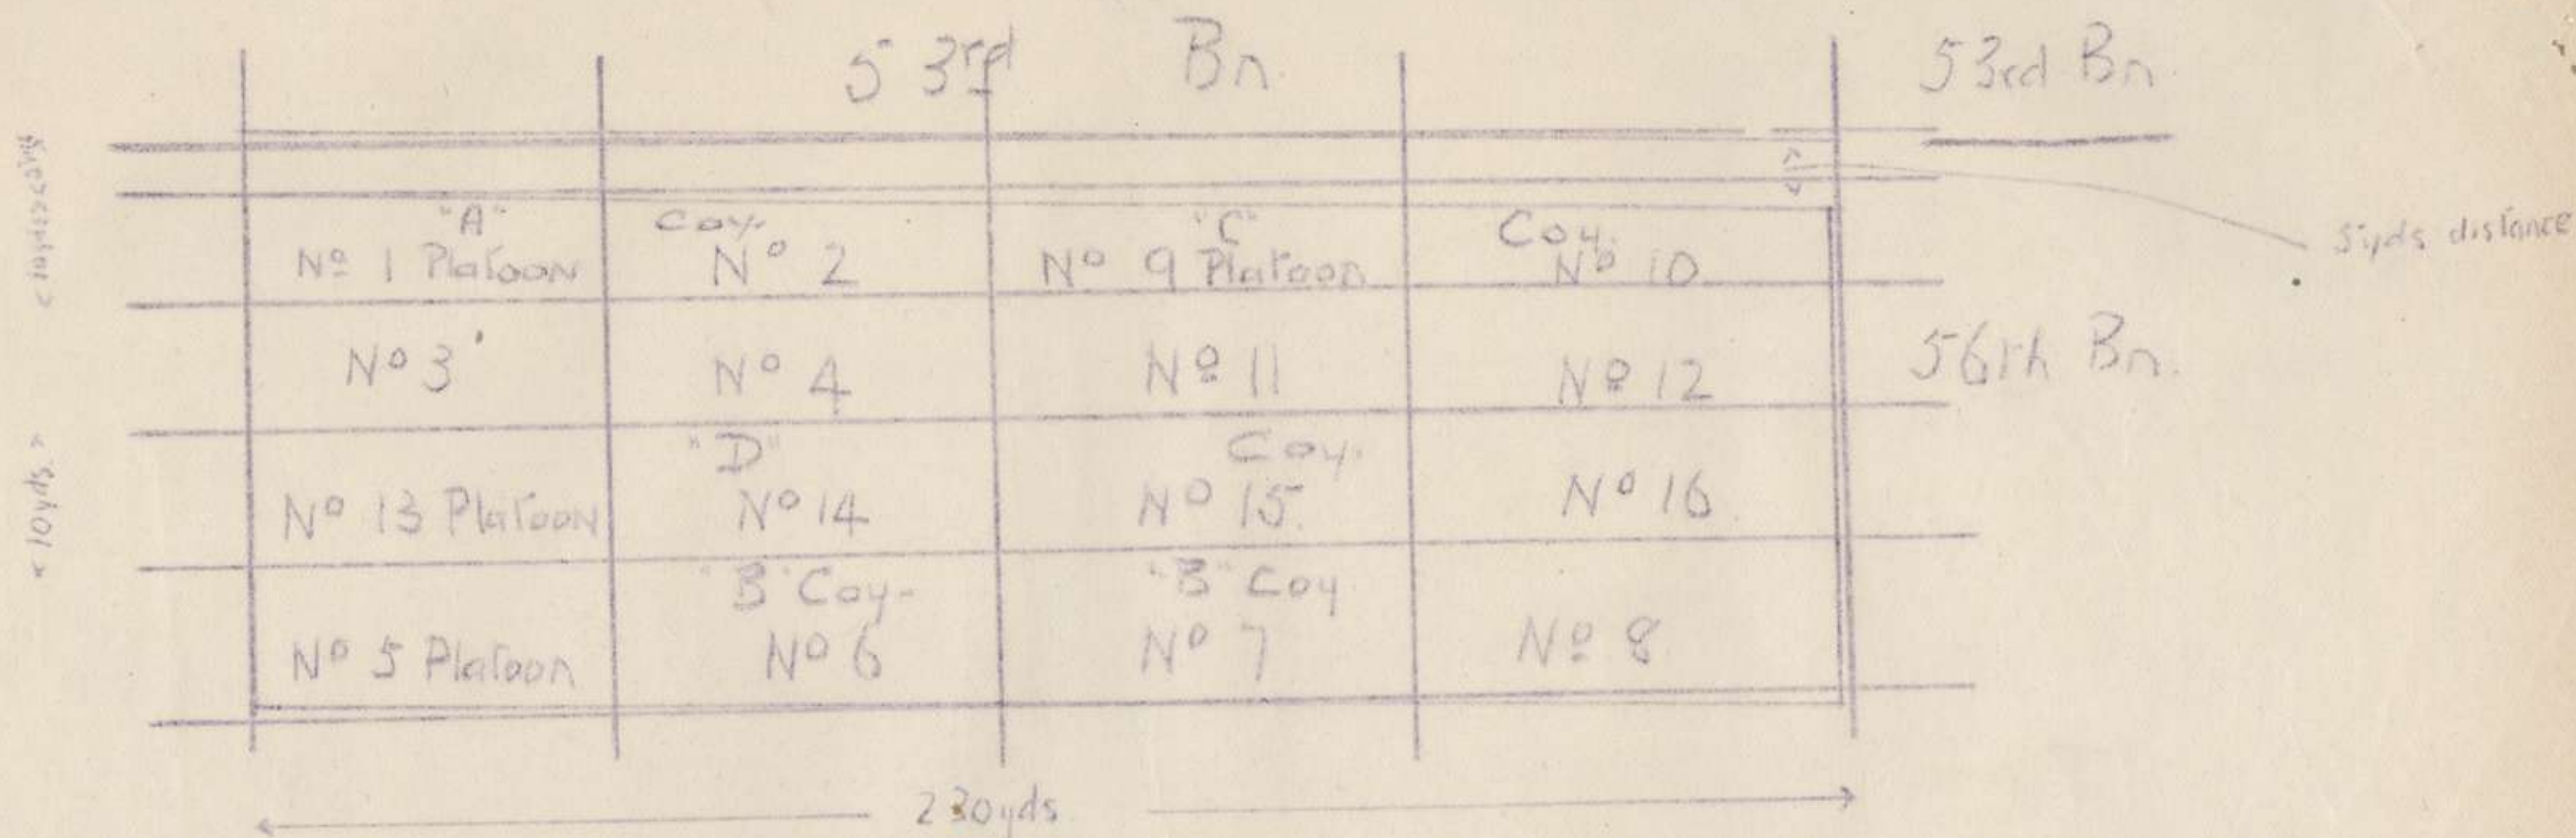 53rd Bn 53rd Bn
5yds distance
"A" Coy. "C" Coy.
No 1 Platoon No 2 No 9 Platoon No 10
No 3 No 4 No 11 No 12 56th Bn.
"D" Coy.
No 13 Platoon No 14 No 15. No 16.
"B" Coy- "B" Coy
No 5 Platoon No 6 No 7 No 8.
230yds
< 10yds. >